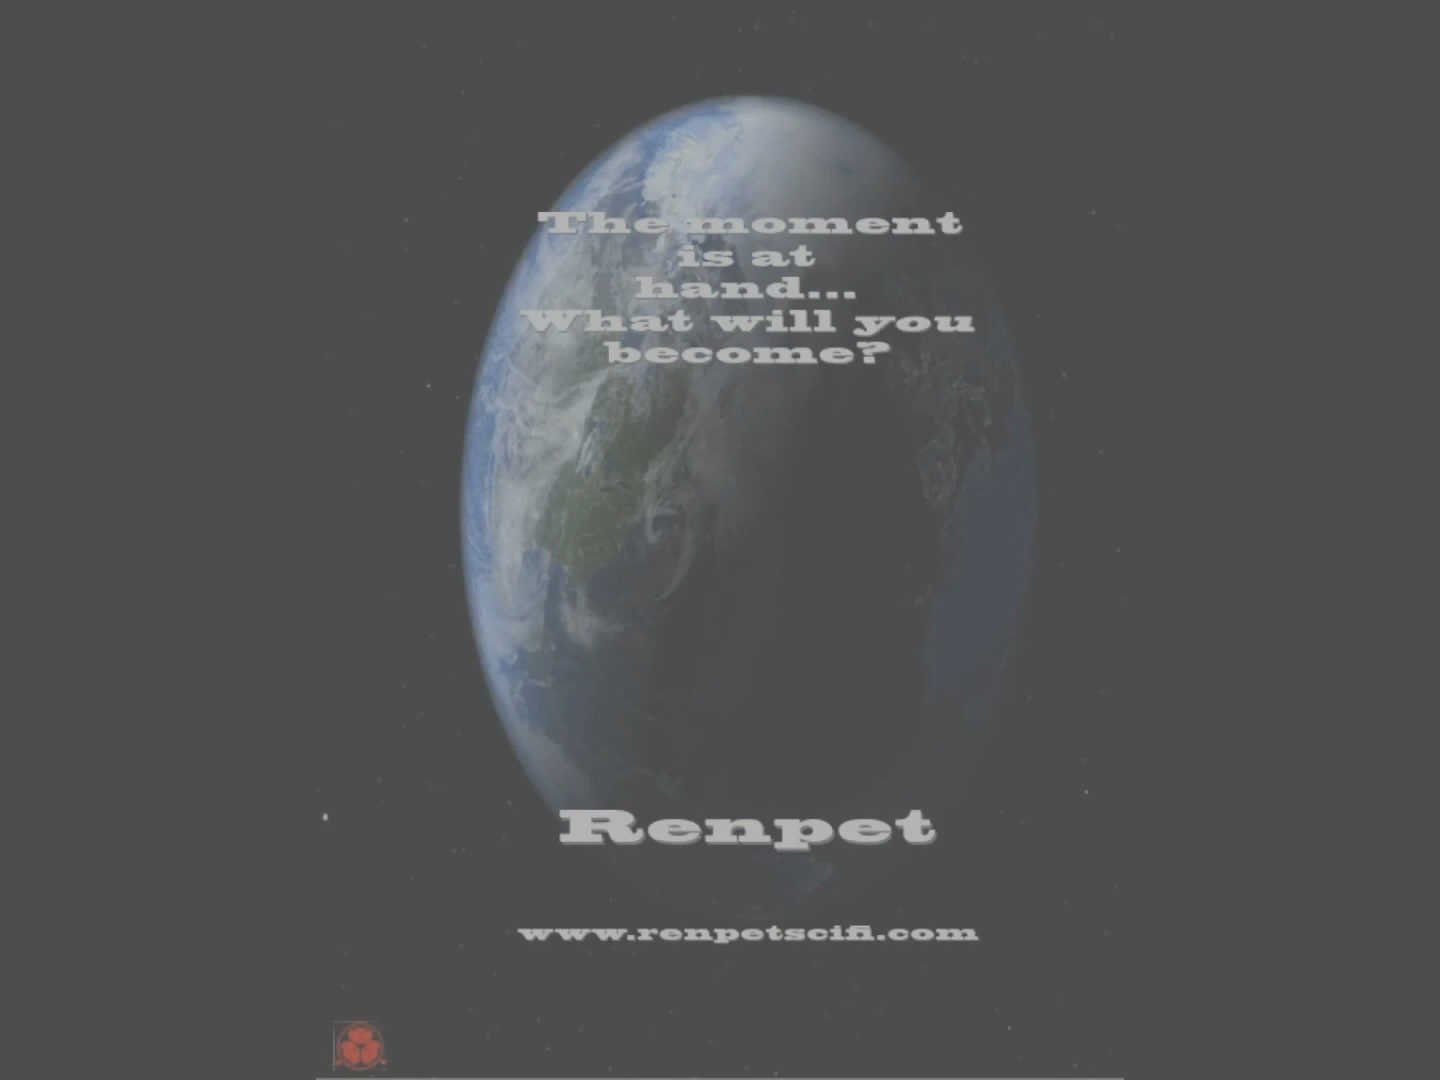 The moment
is at
hand...
What will you
become?
Renpet
www.renpetscifi.com